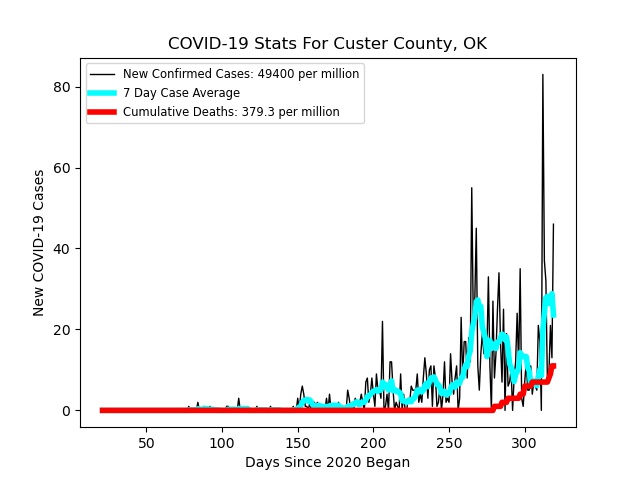 COVID-19 Stats For Custer County, OK
New Confirmed Cases: 49400 per million
7 Day Case Average
Cumulative Deaths: 379.3 per million
80
60
40
20
0
New COVID-19 Cases
50 100 150 200 250 300
Days Since 2020 Began